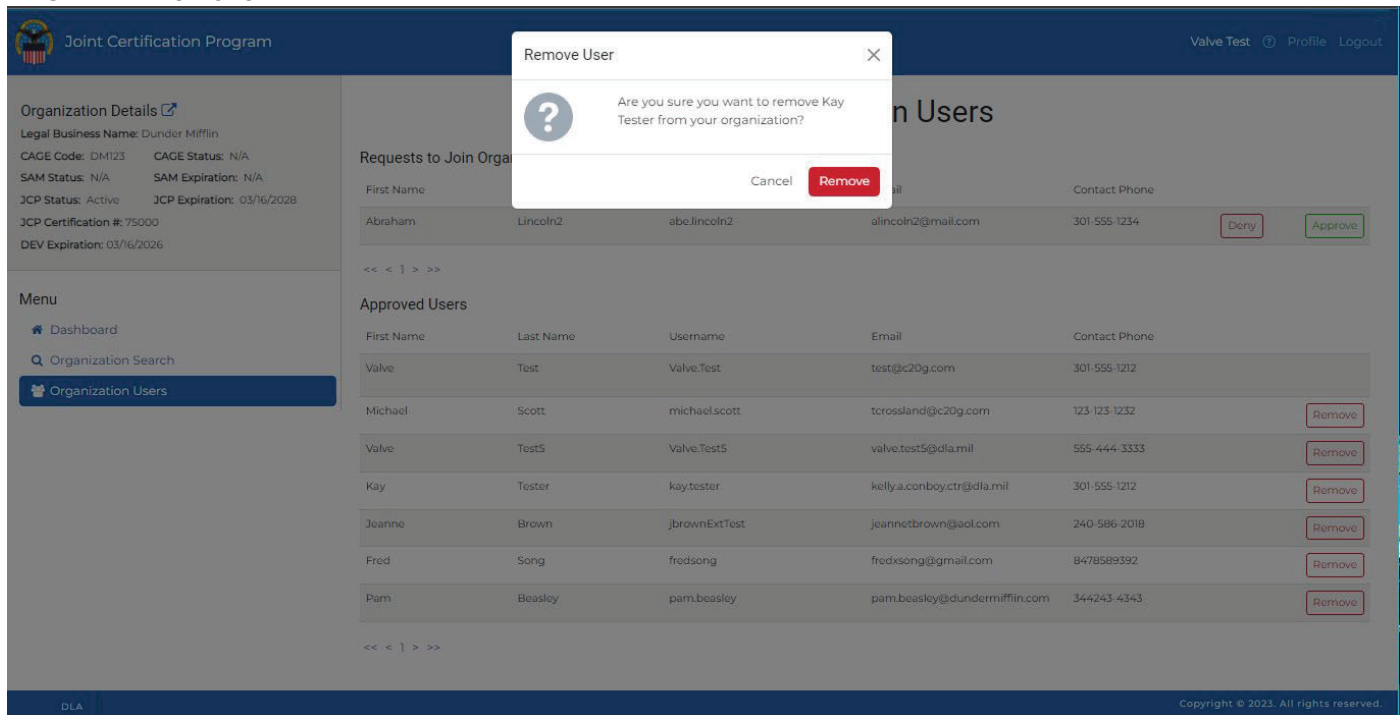 Joint Certification Program
Valve Test Profile Logout
Remove User
Are you sure you want to remove Kay
Tester from your organization?
Cancel Remove
Organization Details
Legal Business Name: Dunder Mifflin
CAGE Code: DM123 CAGE Status: N/A
SAM Status: N/A SAM Expiration: N/A
JCP Status: Active JCP Expiration: 03/16/2028
JCP Certification #: 75000
DEV Expiration: 03/16/2026
Menu
Dashboard
Organization Search
Organization Users
n Users
Requests to Join Orga
First Name ail Contact Phone
Abraham Lincoln2 abe.lincoln2 alincoln2@mail.com 301-555-1234 Deny Approve
<< < 1 > >>
Approved Users
First Name Last Name Username Email Contact Phone
Valve Test Valve.Test test@c20g.com 301-555-1212
Michael Scott michael.scott tcrossland@c20g.com 123-123-1232 Remove
Valve Test5 Valve.Test5 valve.test5@dla.mil 555-444-3333 Remove
Kay Tester kay.tester kelly.a.conboy.ctr@dla.mil 301-555-1212 Remove
Jeanne Brown jbrownExtTest jeannetbrown@aol.com 240-586-2018 Remove
Fred Song fredsong fredxsong@gmail.com 8478589392 Remove
Pam Beasley pam.beasley pam.beasley@dundermifflin.com 344243-4343 Remove
<< < 1 > >>
DLA
Copyright © 2023. All rights reserved.